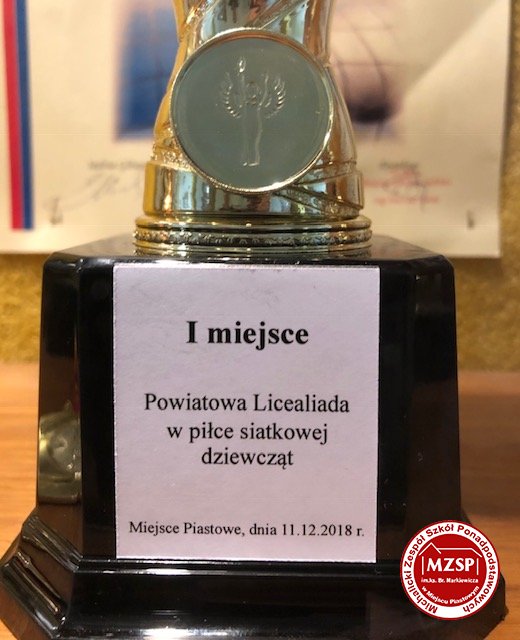 I miejsce
Powiatowa Licealiada
w piłce siatkowej
dziewcząt
Miejsce Piastowe, dnia 11.12.2018 r.
Michalicki Zespół Szkół Ponadpodstawowych
MZSP
im.ks. Br. Markiewicza
w Miejscu Piastowym